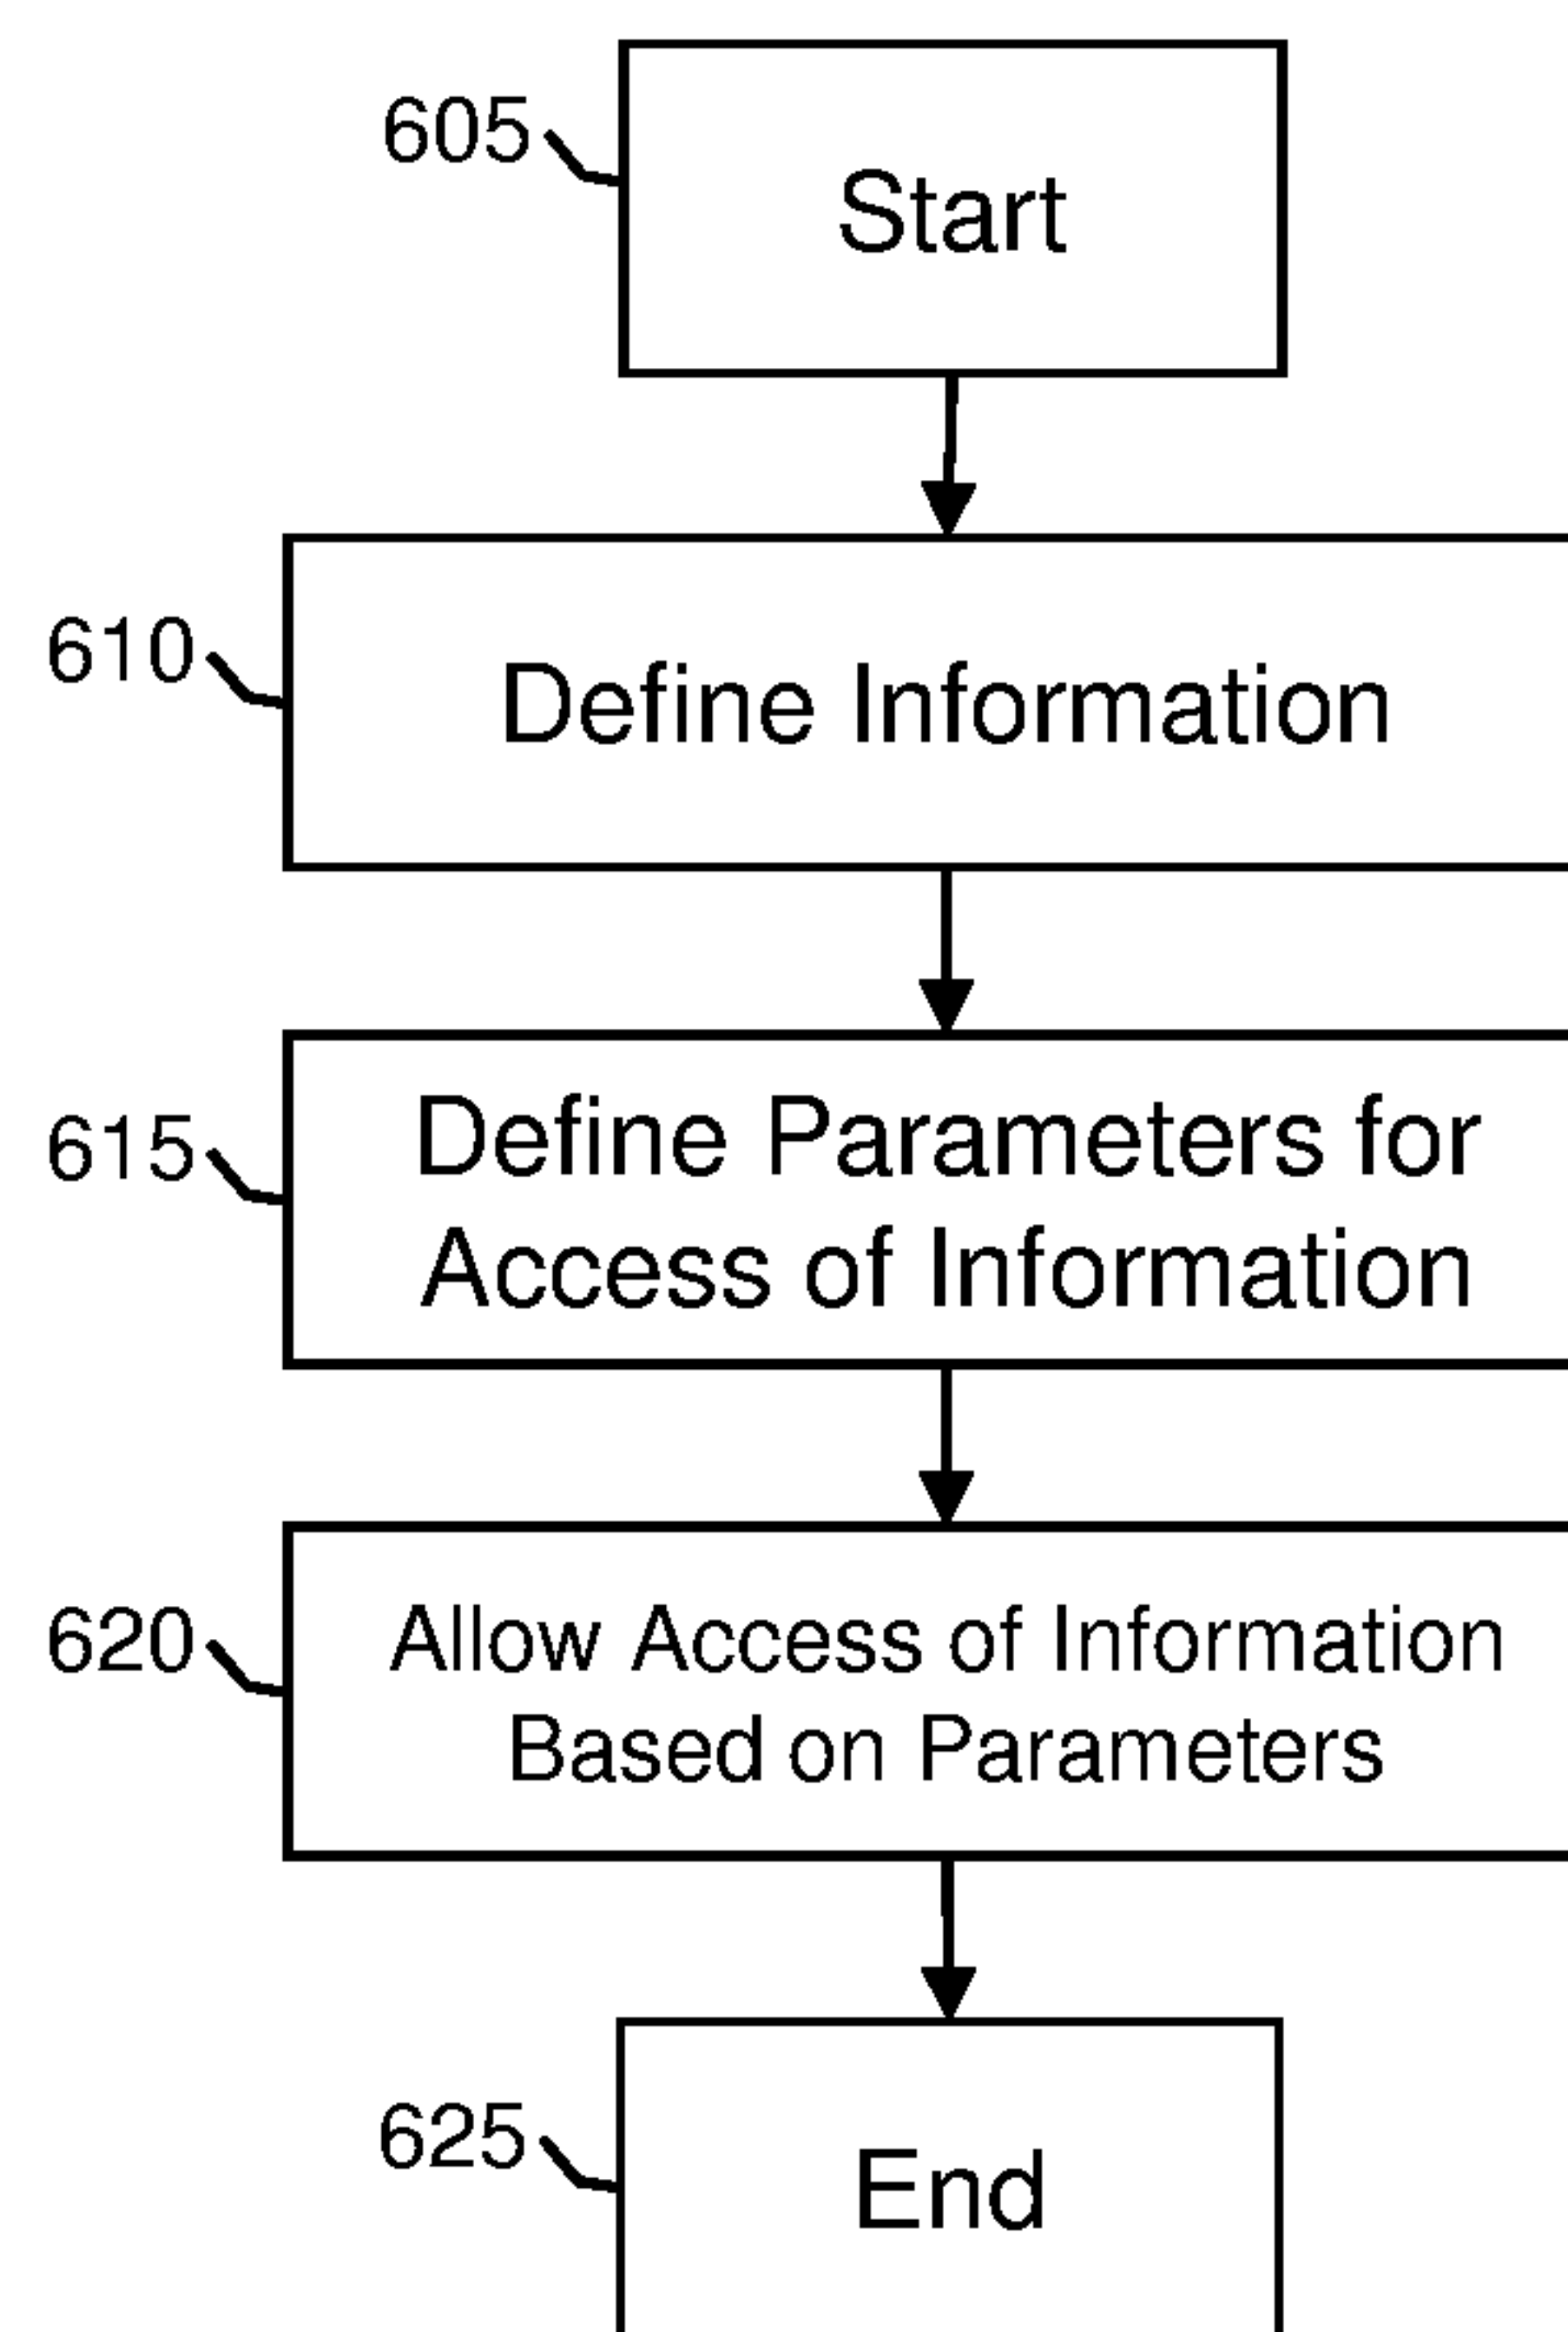 605
Start
610
Define Information
615
Define Parameters for
Access of Information
620
Allow Access of Information
Based on Parameters
625
End